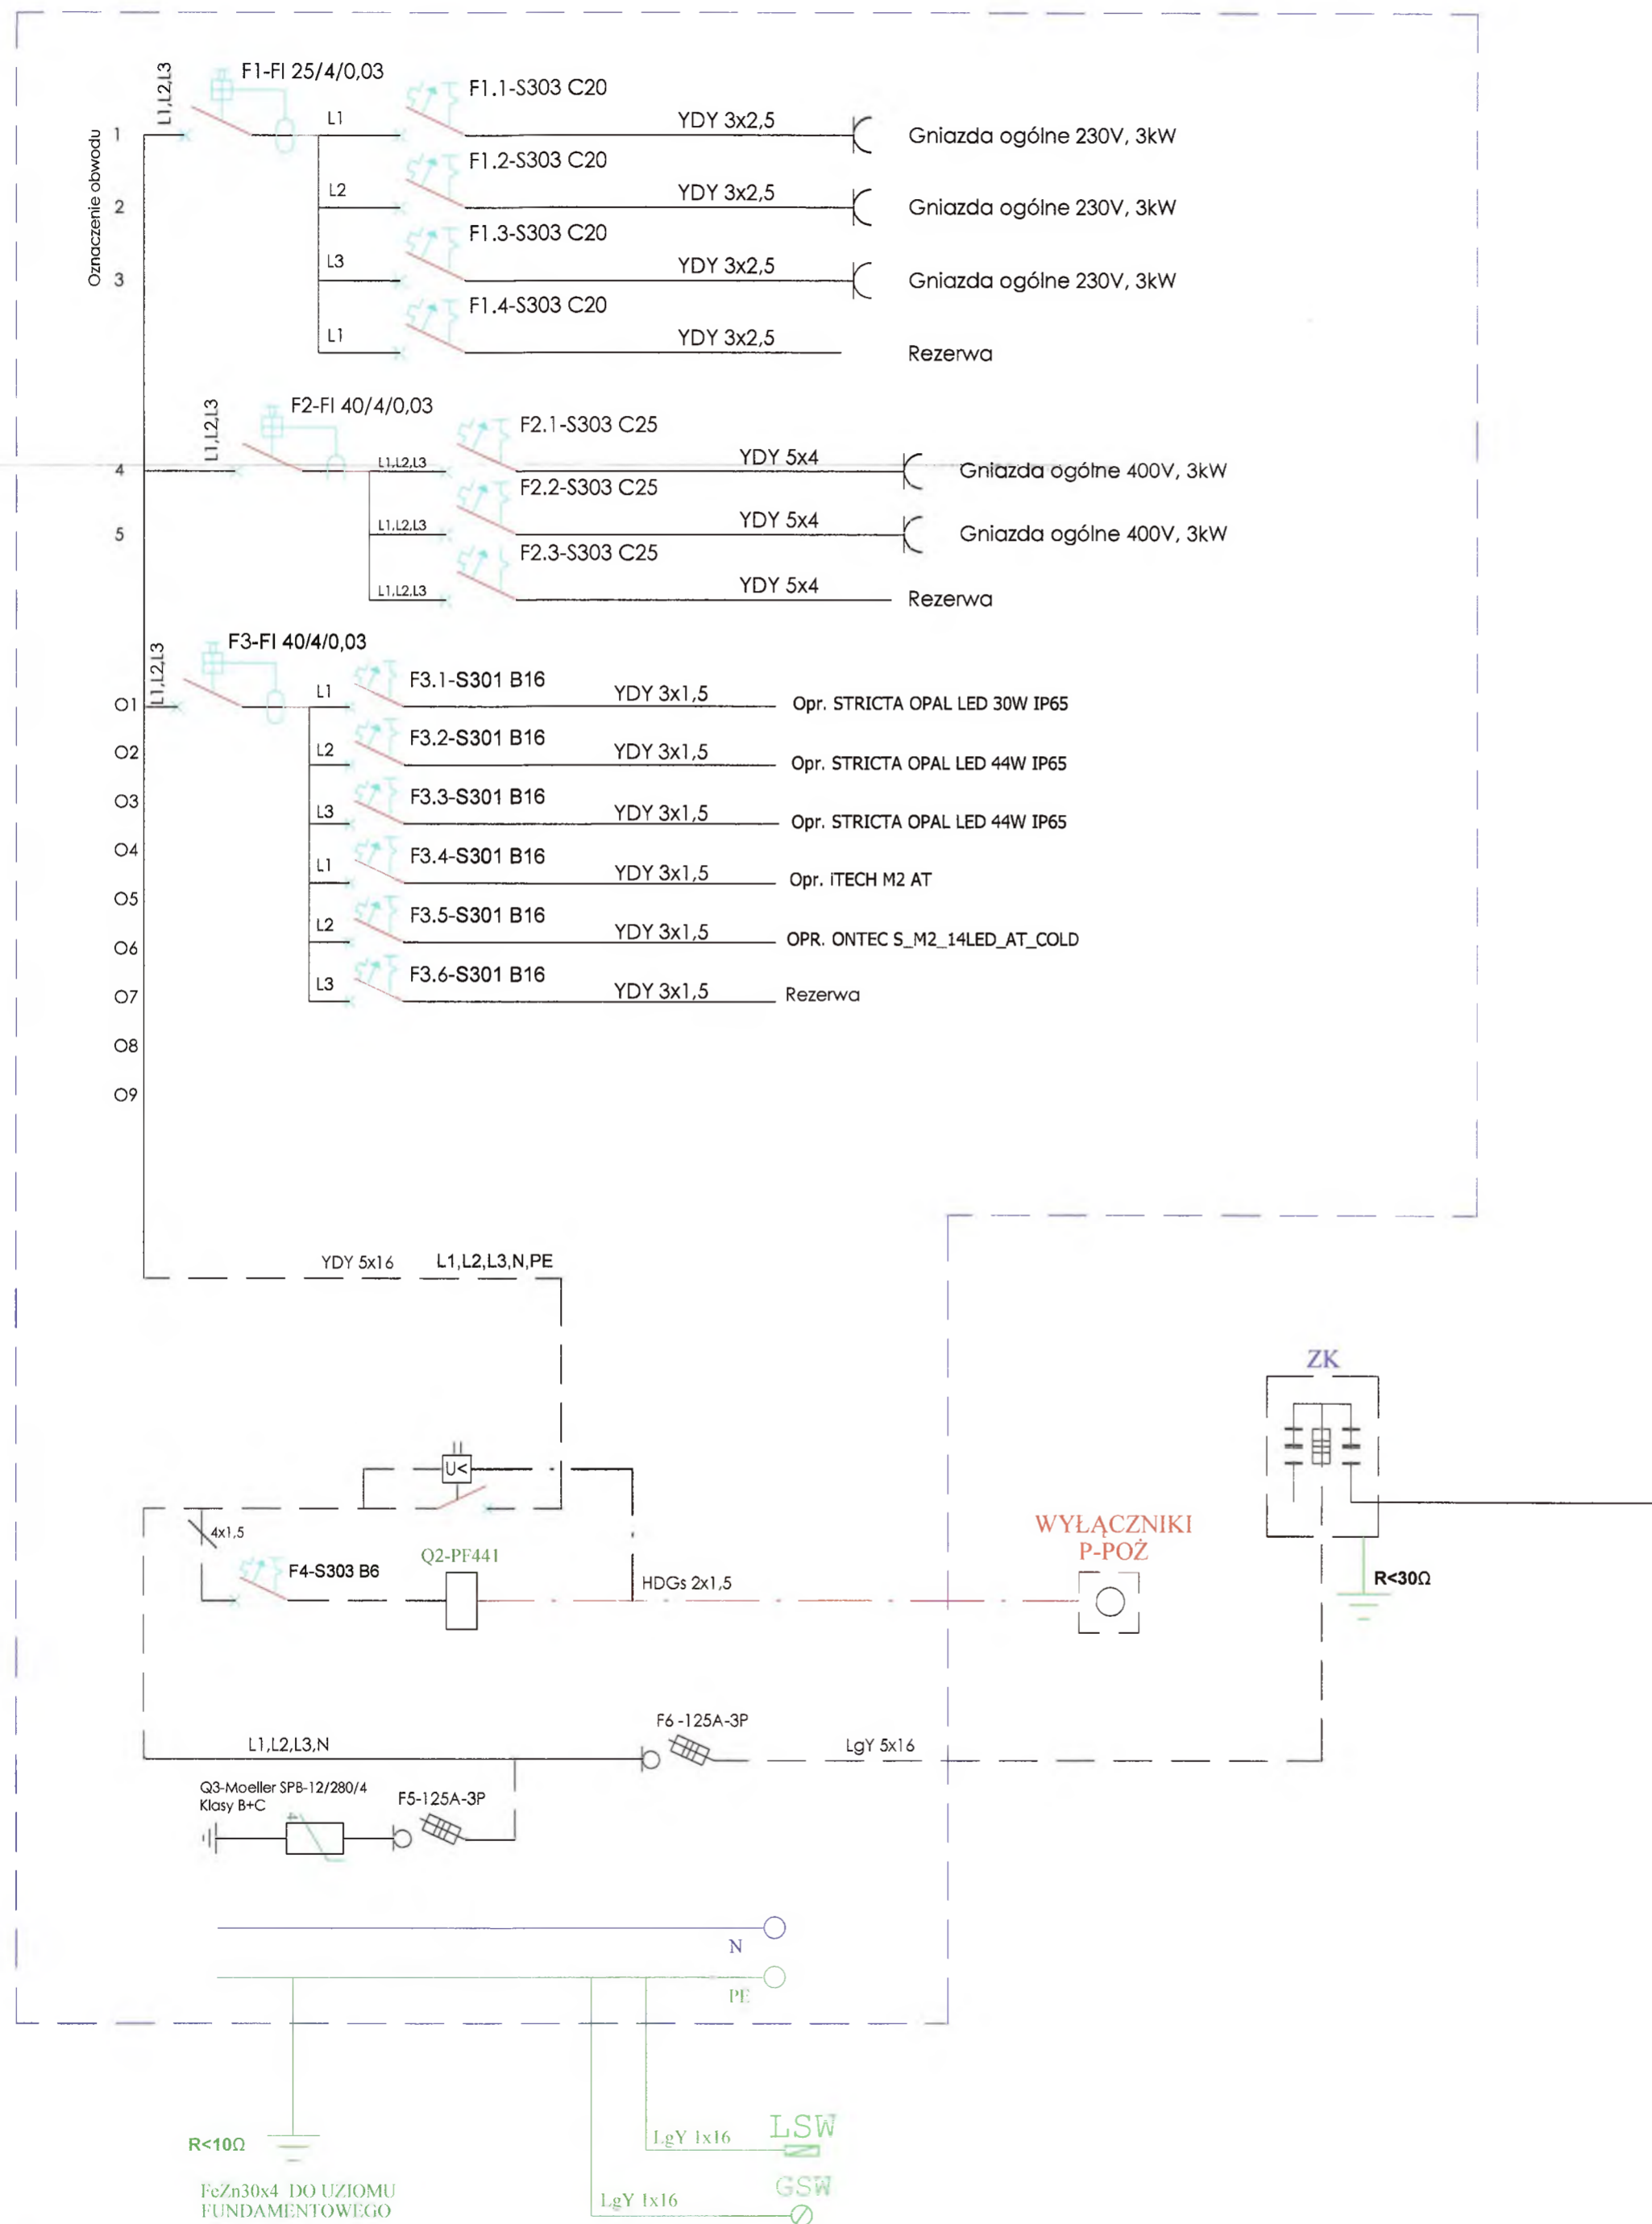 Oznaczenie obwodu
L1,L2,L3
F1-FI 25/4/0,03
1
L1
F1.1-S303 C20
YDY 3x2,5
Gniazda ogólne 230V, 3kW
2
L2
F1.2-S303 C20
YDY 3x2,5
Gniazda ogólne 230V, 3kW
3
L3
F1.3-S303 C20
YDY 3x2,5
Gniazda ogólne 230V, 3kW
L1
F1.4-S303 C20
YDY 3x2,5
Rezerwa
L1,L2,L3
F2-FI 40/4/0,03
4
L1,L2,L3
F2.1-S303 C25
YDY 5x4
Gniazda ogólne 400V, 3kW
5
L1,L2,L3
F2.2-S303 C25
YDY 5x4
Gniazda ogólne 400V, 3kW
L1,L2,L3
F2.3-S303 C25
YDY 5x4
Rezerwa
L1,L2,L3
F3-FI 40/4/0,03
O1
L1
F3.1-S301 B16
YDY 3x1,5
Opr. STRICTA OPAL LED 30W IP65
O2
L2
F3.2-S301 B16
YDY 3x1,5
Opr. STRICTA OPAL LED 44W IP65
O3
L3
F3.3-S301 B16
YDY 3x1,5
Opr. STRICTA OPAL LED 44W IP65
O4
L1
F3.4-S301 B16
YDY 3x1,5
Opr. iTECH M2 AT
O5
L2
F3.5-S301 B16
YDY 3x1,5
OPR. ONTEC S_M2_14LED_AT_COLD
O6
L3
F3.6-S301 B16
YDY 3x1,5
Rezerwa
O7
O8
O9
YDY 5x16
L1,L2,L3,N,PE
ZK
U<
4x1,5
F4-S303 B6
Q2-PF441
HDGs 2x1,5
WYŁĄCZNIKI
P-POŻ
R<30Ω
L1,L2,L3,N
F6 -125A-3P
LgY 5x16
Q3-Moeller SPB-12/280/4
Klasy B+C
F5-125A-3P
N
PE
R<10Ω
FeZn30x4 DO UZIOMU
FUNDAMENTOWEGO
LgY 1x16
LSW
LgY 1x16
GSW